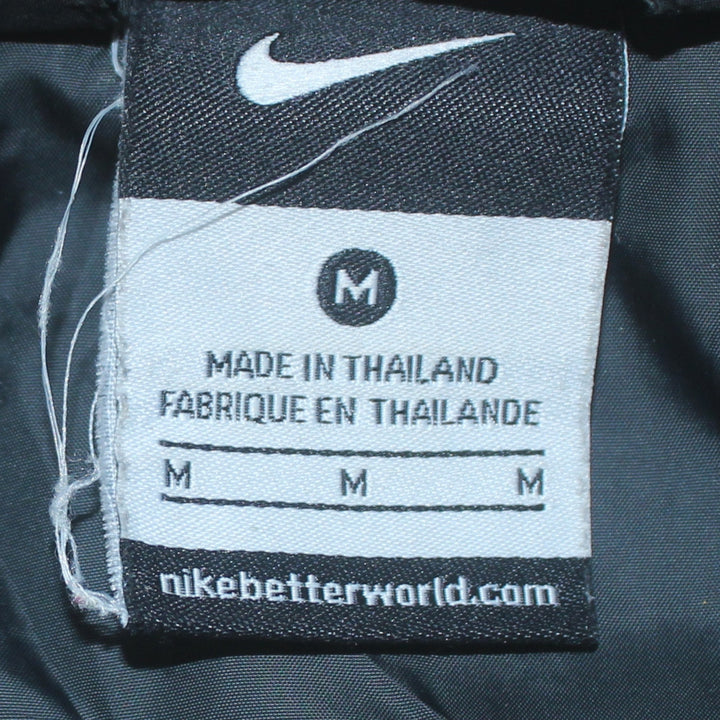 M
MADE IN THAILAND
FABRIQUE EN THAILANDE
M M M
nikebetterworld.com